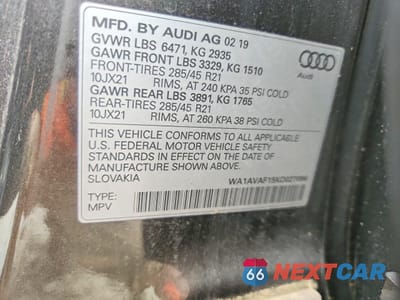 MFD. BY AUDI AG 02 19
GVWR LBS 6471, KG 2935
GAWR FRONT LBS 3329, KG 1510
FRONT-TIRES 285/45 R21
10JX21 RIMS, AT 240 KPA 35 PSI COLD
GAWR REAR LBS 3891, KG 1765
REAR-TIRES 285/45 R21
10JX21 RIMS, AT 260 KPA 38 PSI COLD
Audi
THIS VEHICLE CONFORMS TO ALL APPLICABLE
U.S. FEDERAL MOTOR VEHICLE SAFETY
STANDARDS IN EFFECT ON THE DATE OF
MANUFACTURE SHOWN ABOVE.
SLOVAKIA
TYPE:
MPV
66 NEXTCAR